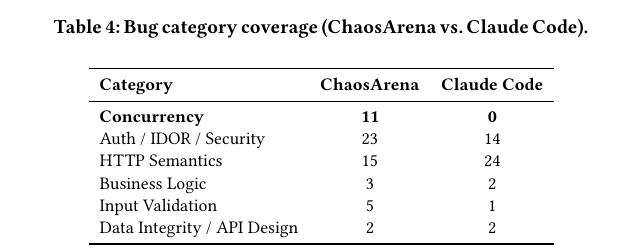 Table 4: Bug category coverage (ChaosArena vs. Claude Code).
Category ChaosArena Claude Code
Concurrency 11 0
Auth / IDOR / Security 23 14
HTTP Semantics 15 24
Business Logic 3 2
Input Validation 5 1
Data Integrity / API Design 2 2